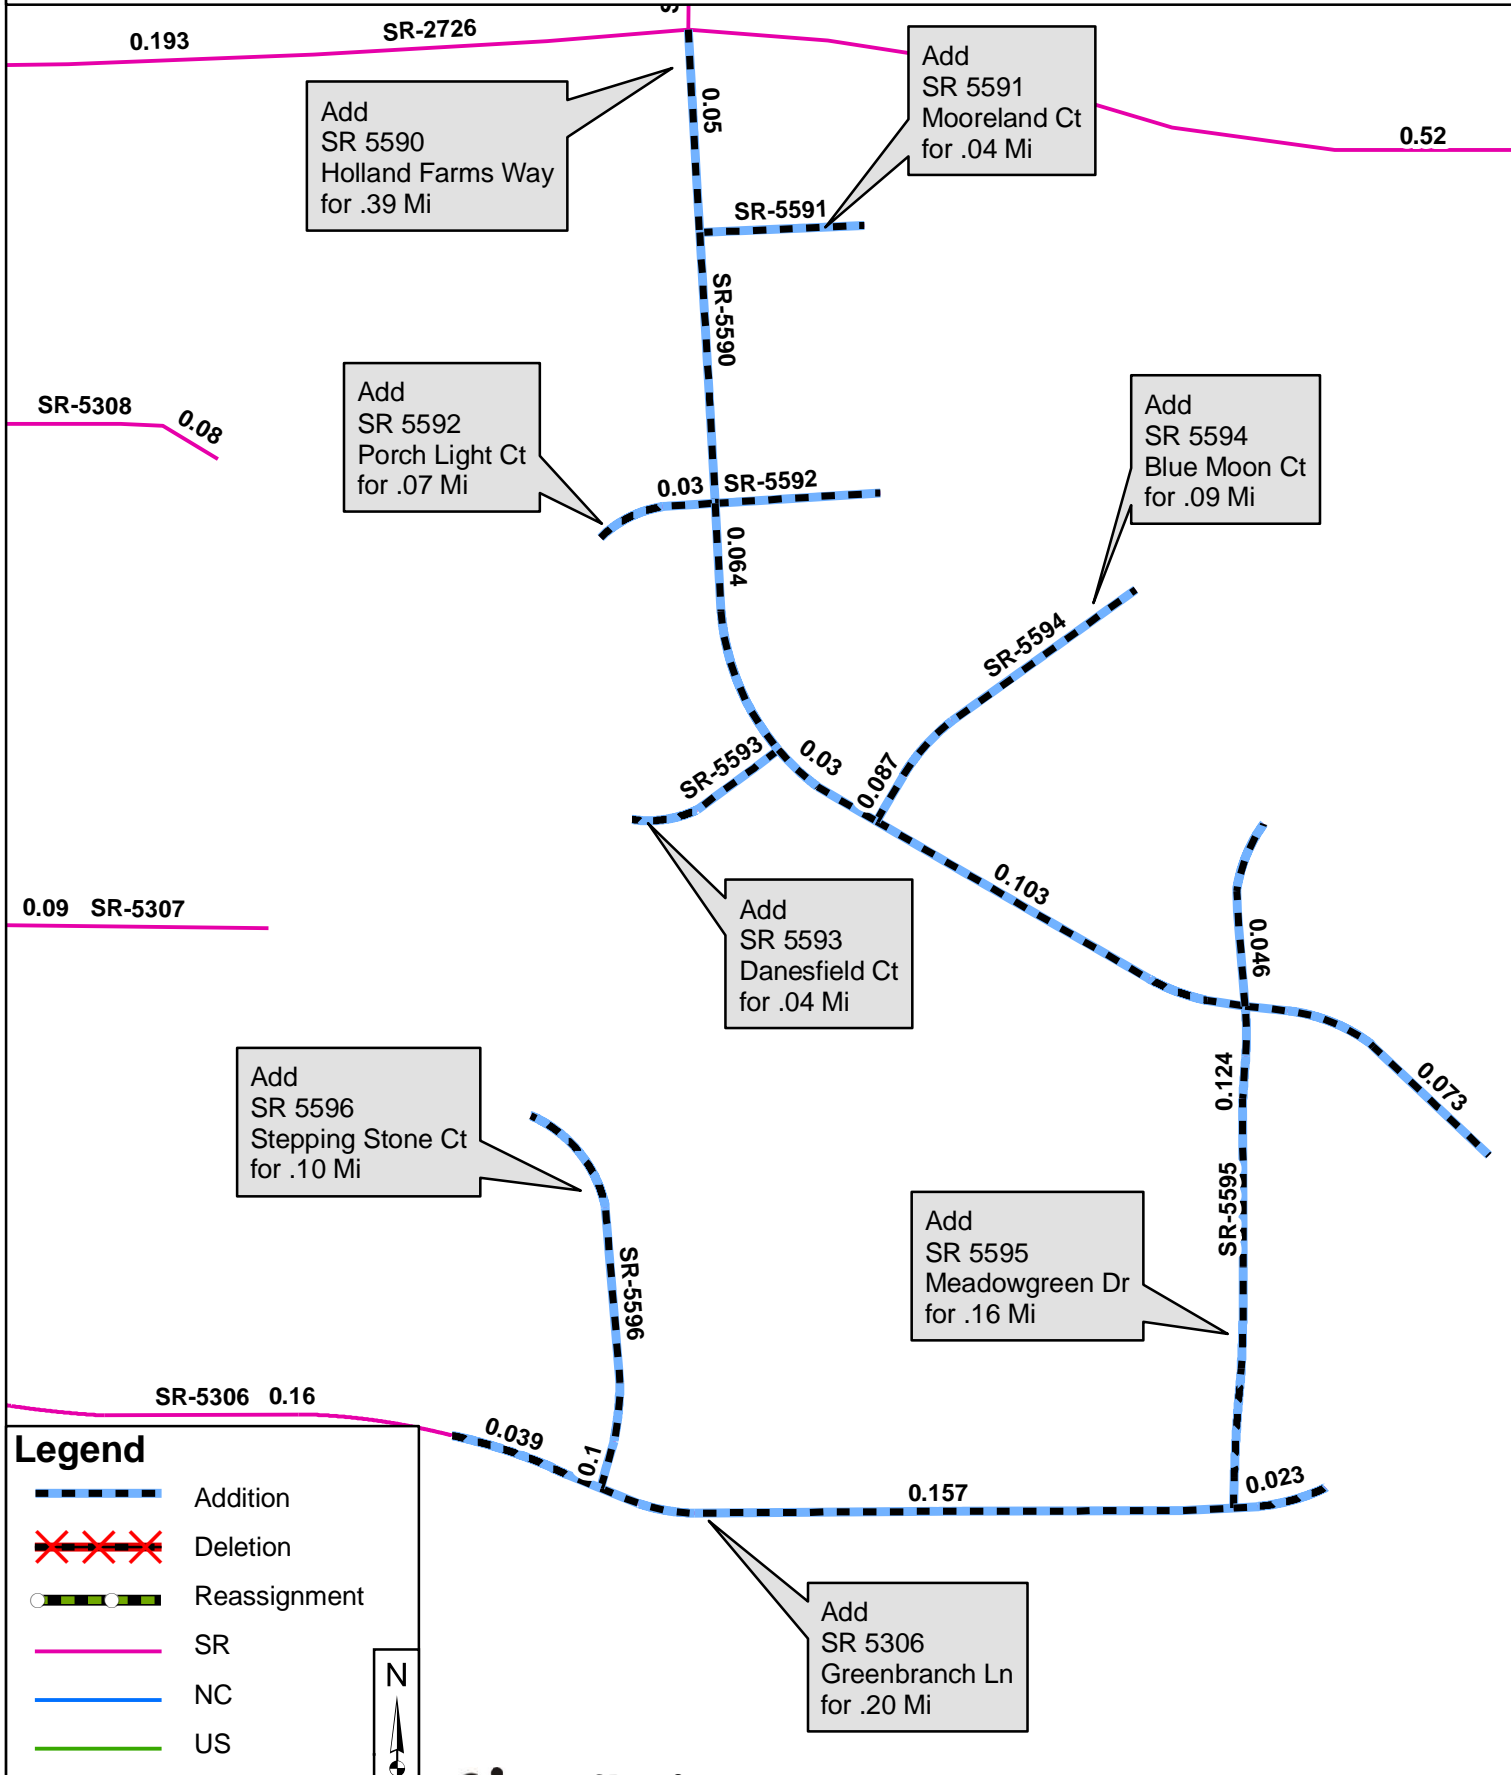 0.193
SR-2726
0.05
Add
SR 5590
Holland Farms Way
for .39 Mi
Add
SR 5591
Mooreland Ct
for .04 Mi
0.52
SR-5591
SR-5590
SR-5308
0.08
Add
SR 5592
Porch Light Ct
for .07 Mi
0.03
SR-5592
0.064
Add
SR 5594
Blue Moon Ct
for .09 Mi
SR-5594
SR-5593
0.03
0.087
0.103
0.09 SR-5307
Add
SR 5593
Danesfield Ct
for .04 Mi
0.046
0.124
0.073
Add
SR 5596
Stepping Stone Ct
for .10 Mi
SR-5596
SR-5595
Add
SR 5595
Meadowgreen Dr
for .16 Mi
SR-5306 0.16
0.039
0.1
0.157
0.023
Add
SR 5306
Greenbranch Ln
for .20 Mi
Legend
Addition
Deletion
Reassignment
SR
NC
US
N